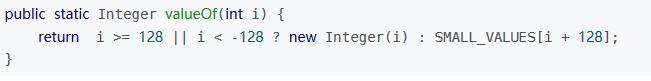 public static Integer valueOf(int i) {
    return  i >= 128 || i < -128 ? new Integer(i) : SMALL_VALUES[i + 128];
}